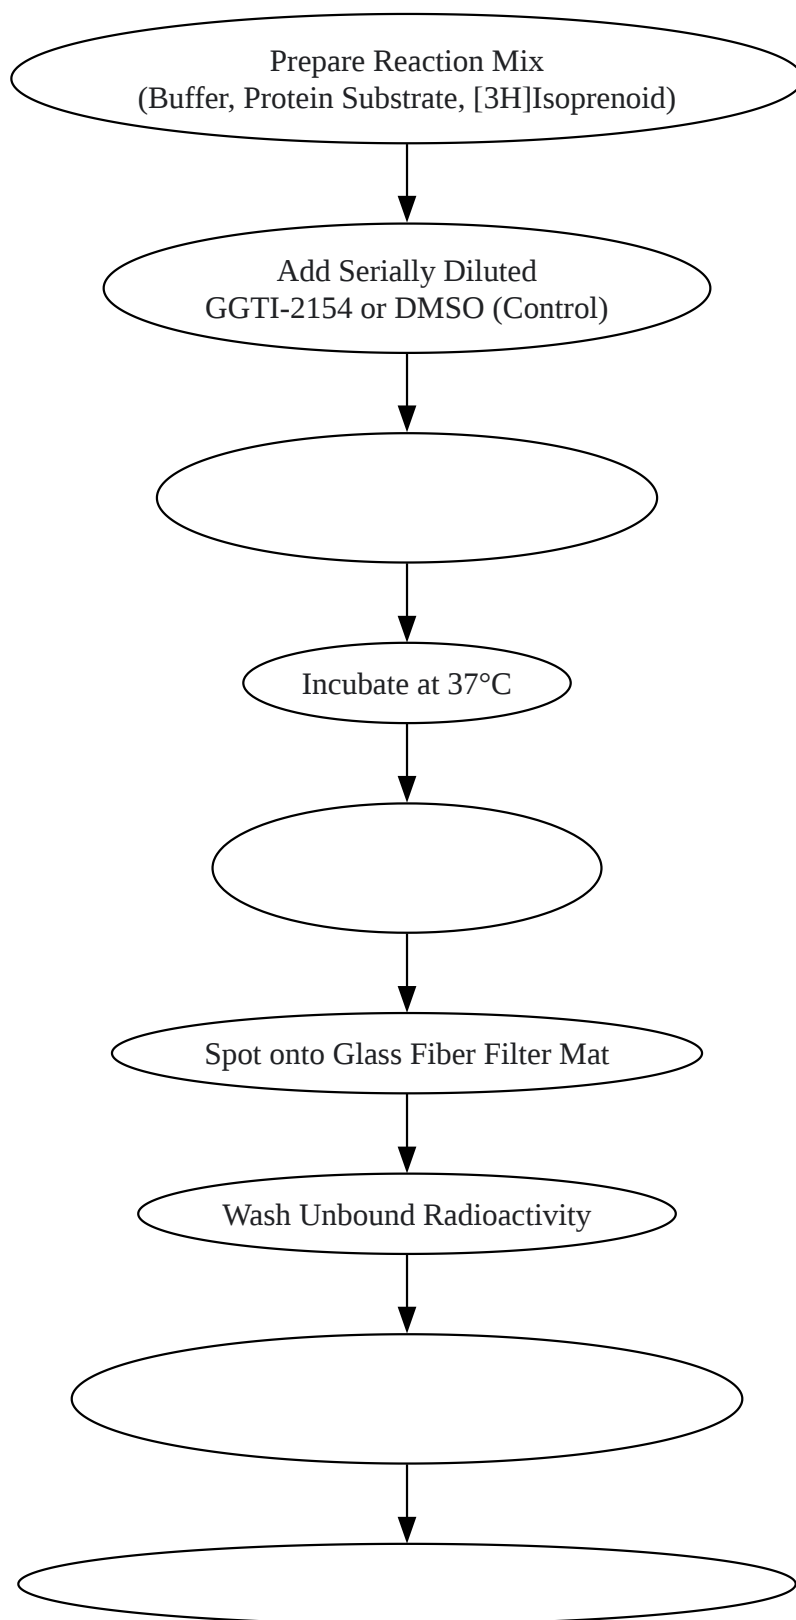 Prepare Reaction Mix
(Buffer, Protein Substrate, [3H]Isoprenoid)
Add Serially Diluted
GGTI-2154 or DMSO (Control)
Incubate at 37°C
Spot onto Glass Fiber Filter Mat
Wash Unbound Radioactivity